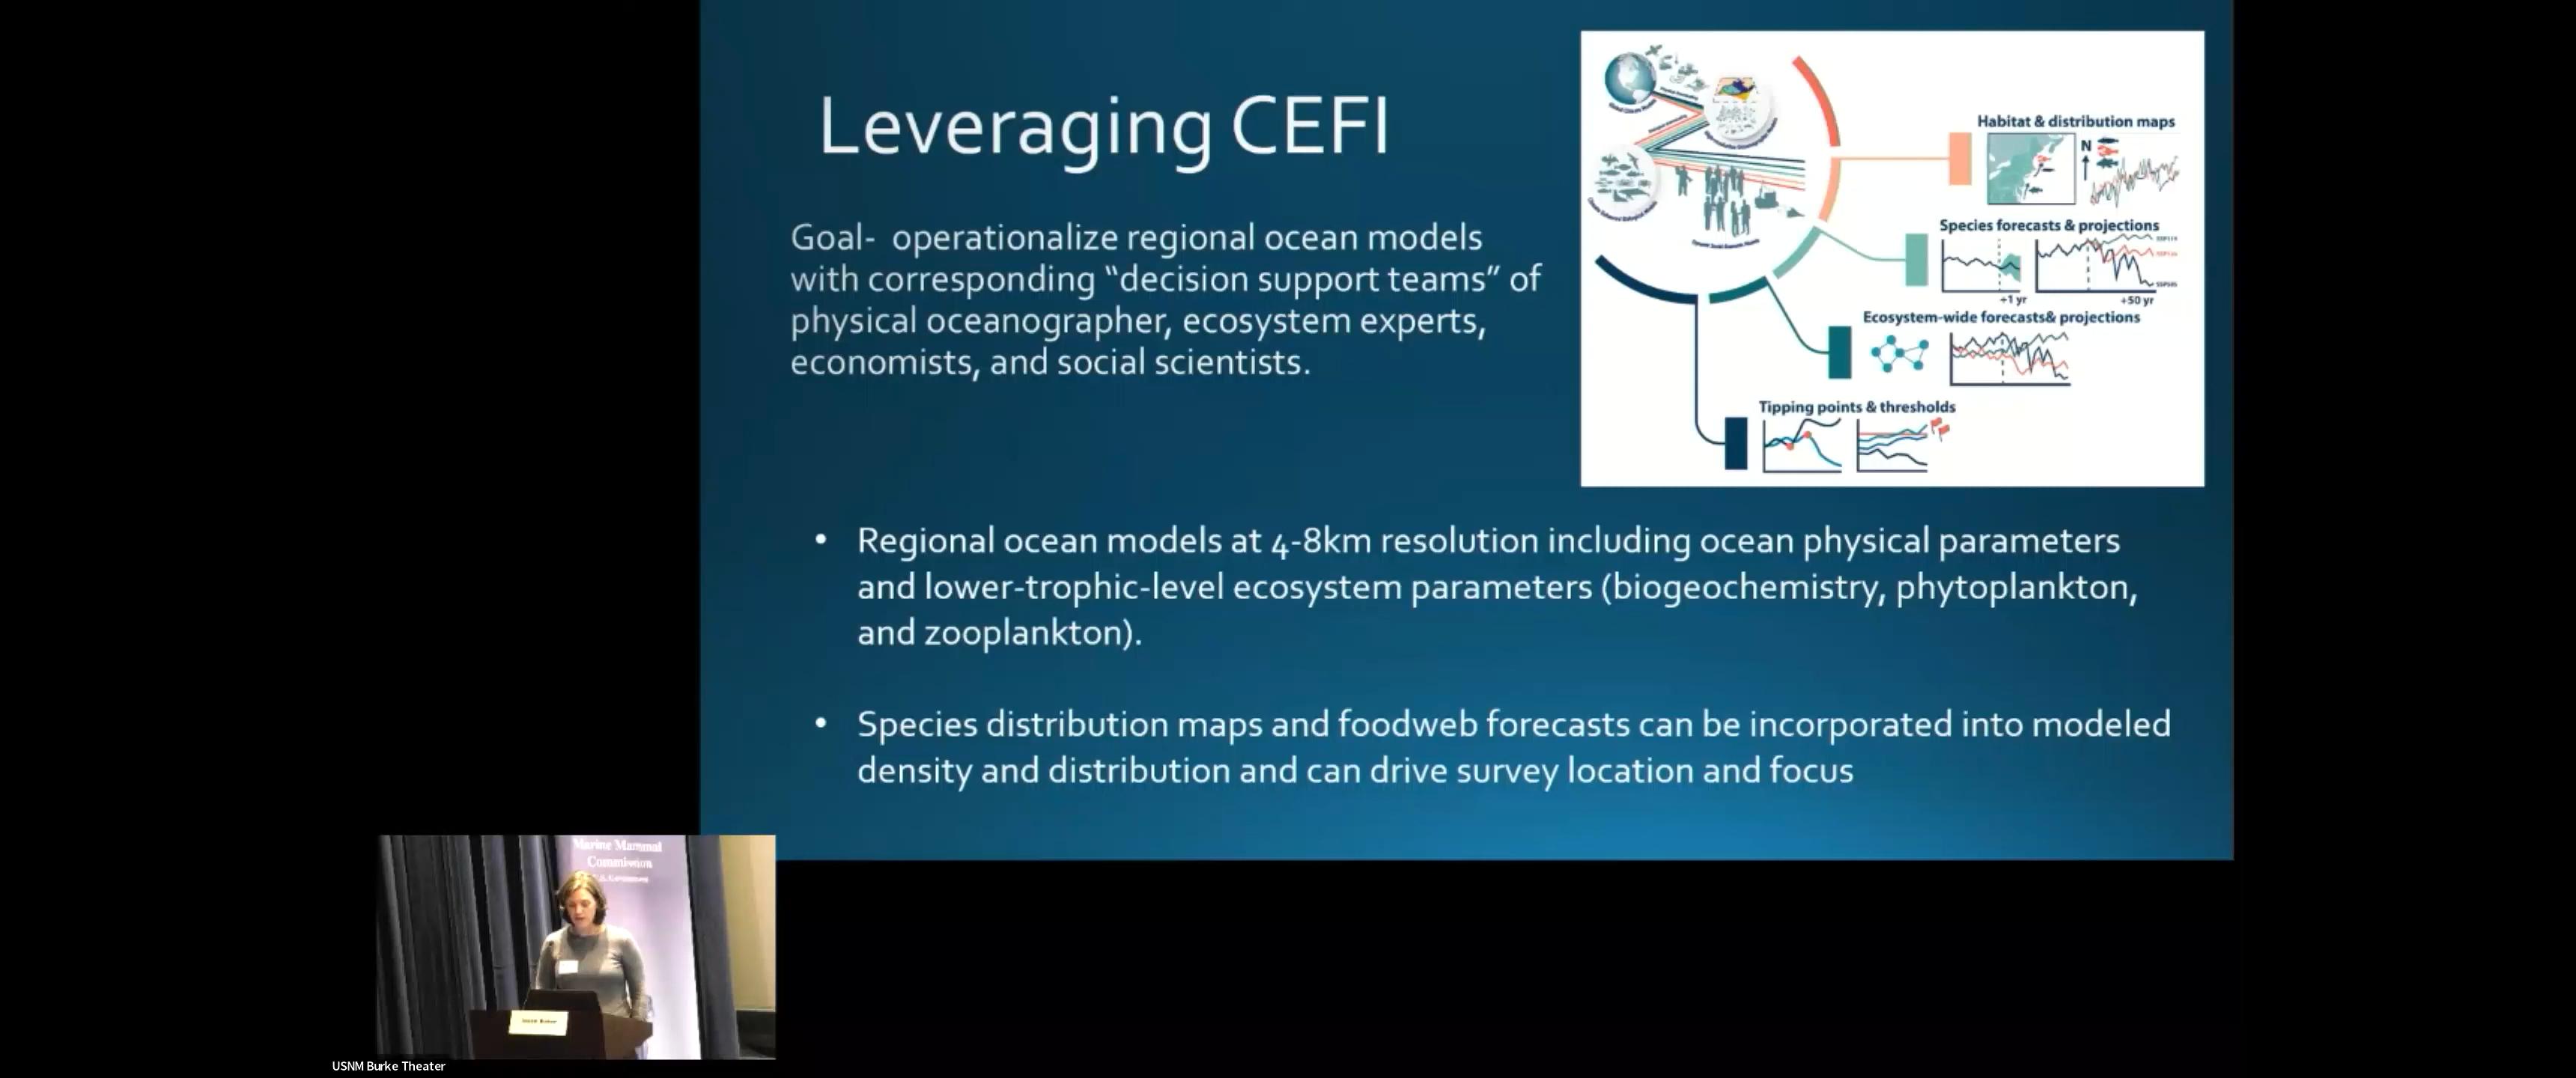 Leveraging CEFI
Goal- operationalize regional ocean models
with corresponding “decision support teams” of
physical oceanographer, ecosystem experts,
economists, and social scientists.
Habitat & distribution maps
N
Species forecasts & projections
+1 yr
+50 yr
Ecosystem-wide forecasts& projections
Tipping points & thresholds
• Regional ocean models at 4-8km resolution including ocean physical parameters
and lower-trophic-level ecosystem parameters (biogeochemistry, phytoplankton,
and zooplankton).
• Species distribution maps and foodweb forecasts can be incorporated into modeled
density and distribution and can drive survey location and focus
Marine Mammal
Commission
USNM Burke Theater